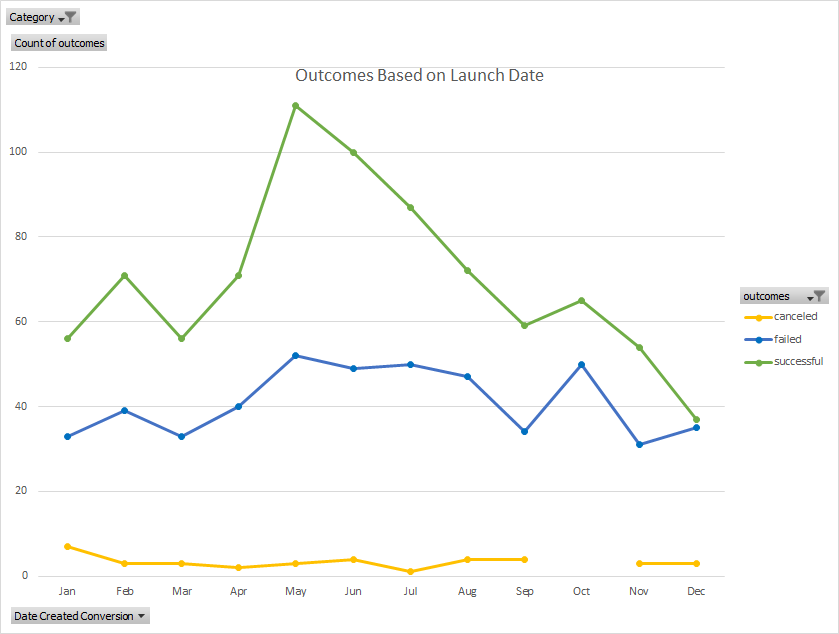 Category
Count of outcomes
Outcomes Based on Launch Date
120
100
80
60
40
20
0
Jan Feb Mar Apr May Jun Jul Aug Sep Oct Nov Dec
outcomes
canceled
failed
successful
Date Created Conversion